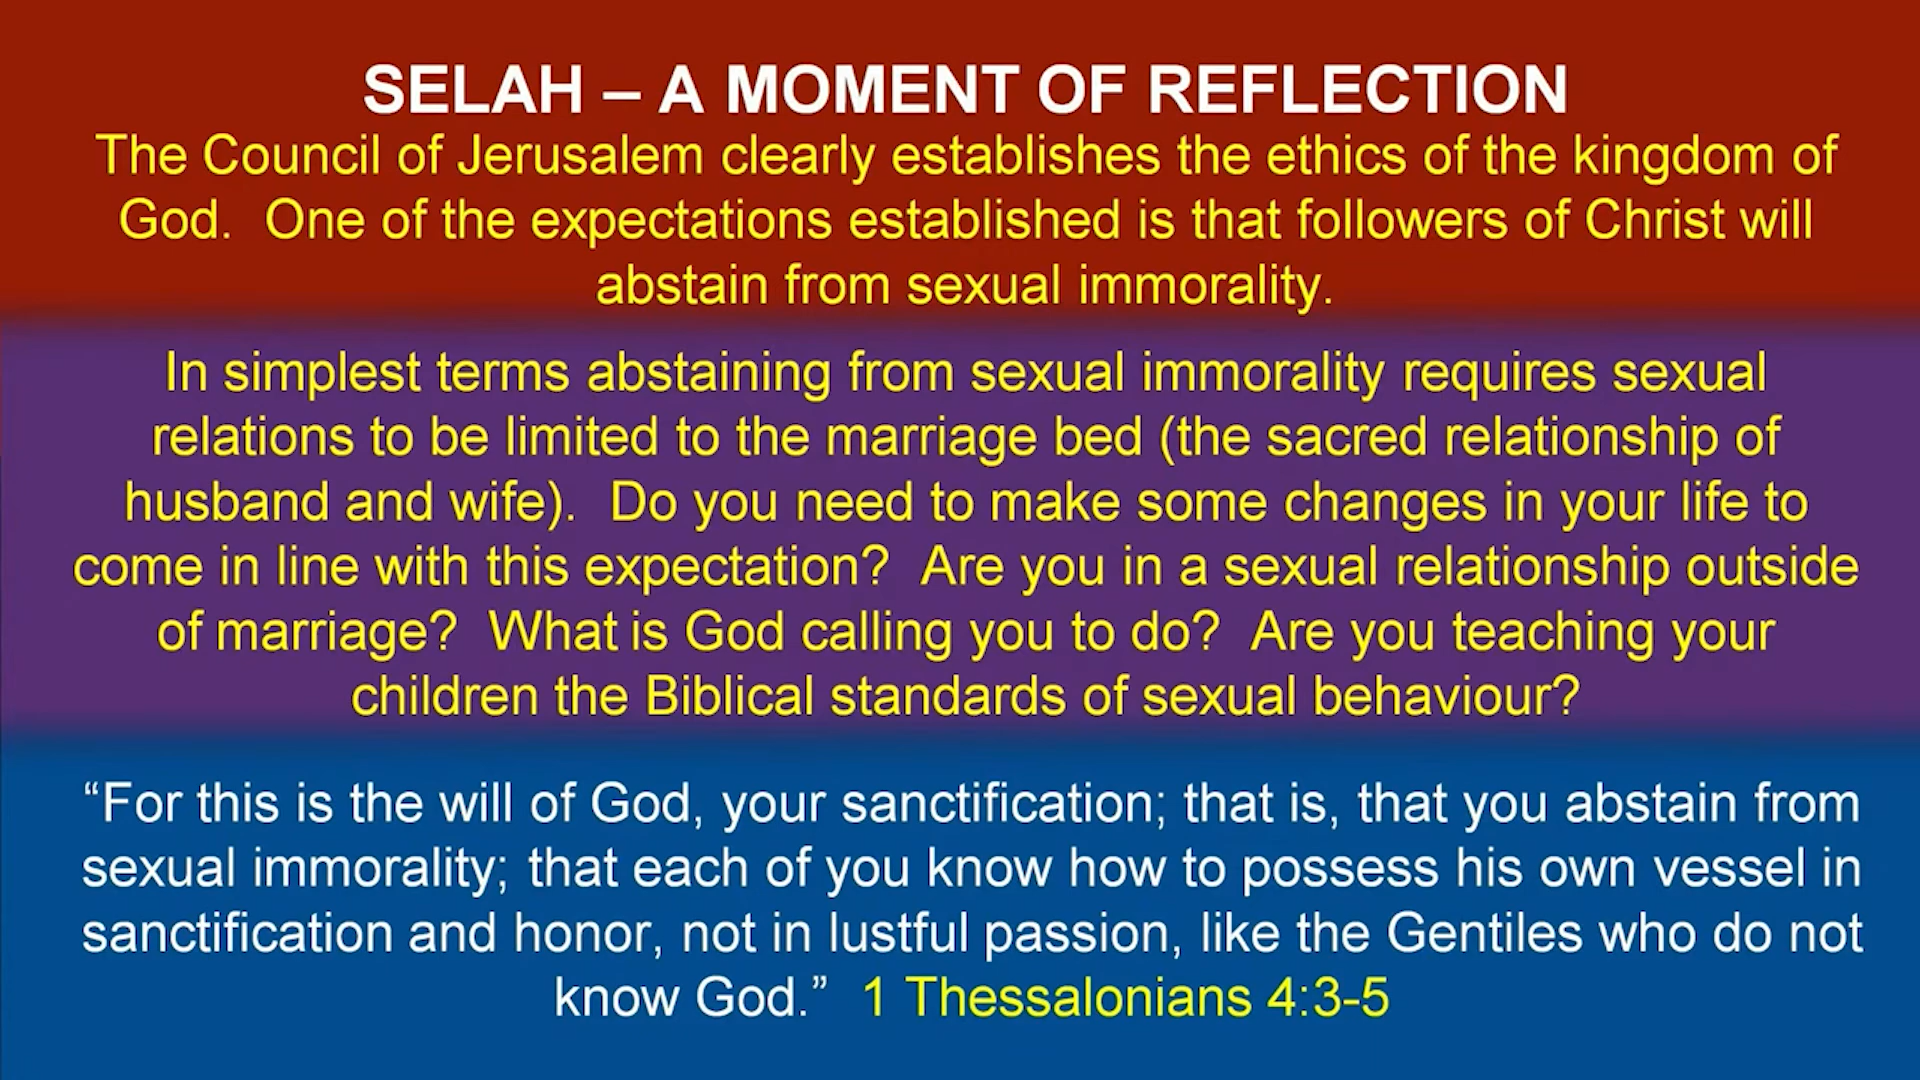 SELAH – A MOMENT OF REFLECTION
The Council of Jerusalem clearly establishes the ethics of the kingdom of
God.  One of the expectations established is that followers of Christ will
abstain from sexual immorality.
In simplest terms abstaining from sexual immorality requires sexual
relations to be limited to the marriage bed (the sacred relationship of
husband and wife).  Do you need to make some changes in your life to
come in line with this expectation?  Are you in a sexual relationship outside
of marriage?  What is God calling you to do?  Are you teaching your
children the Biblical standards of sexual behaviour?
“For this is the will of God, your sanctification; that is, that you abstain from
sexual immorality; that each of you know how to possess his own vessel in
sanctification and honor, not in lustful passion, like the Gentiles who do not
know God.”  1 Thessalonians 4:3-5